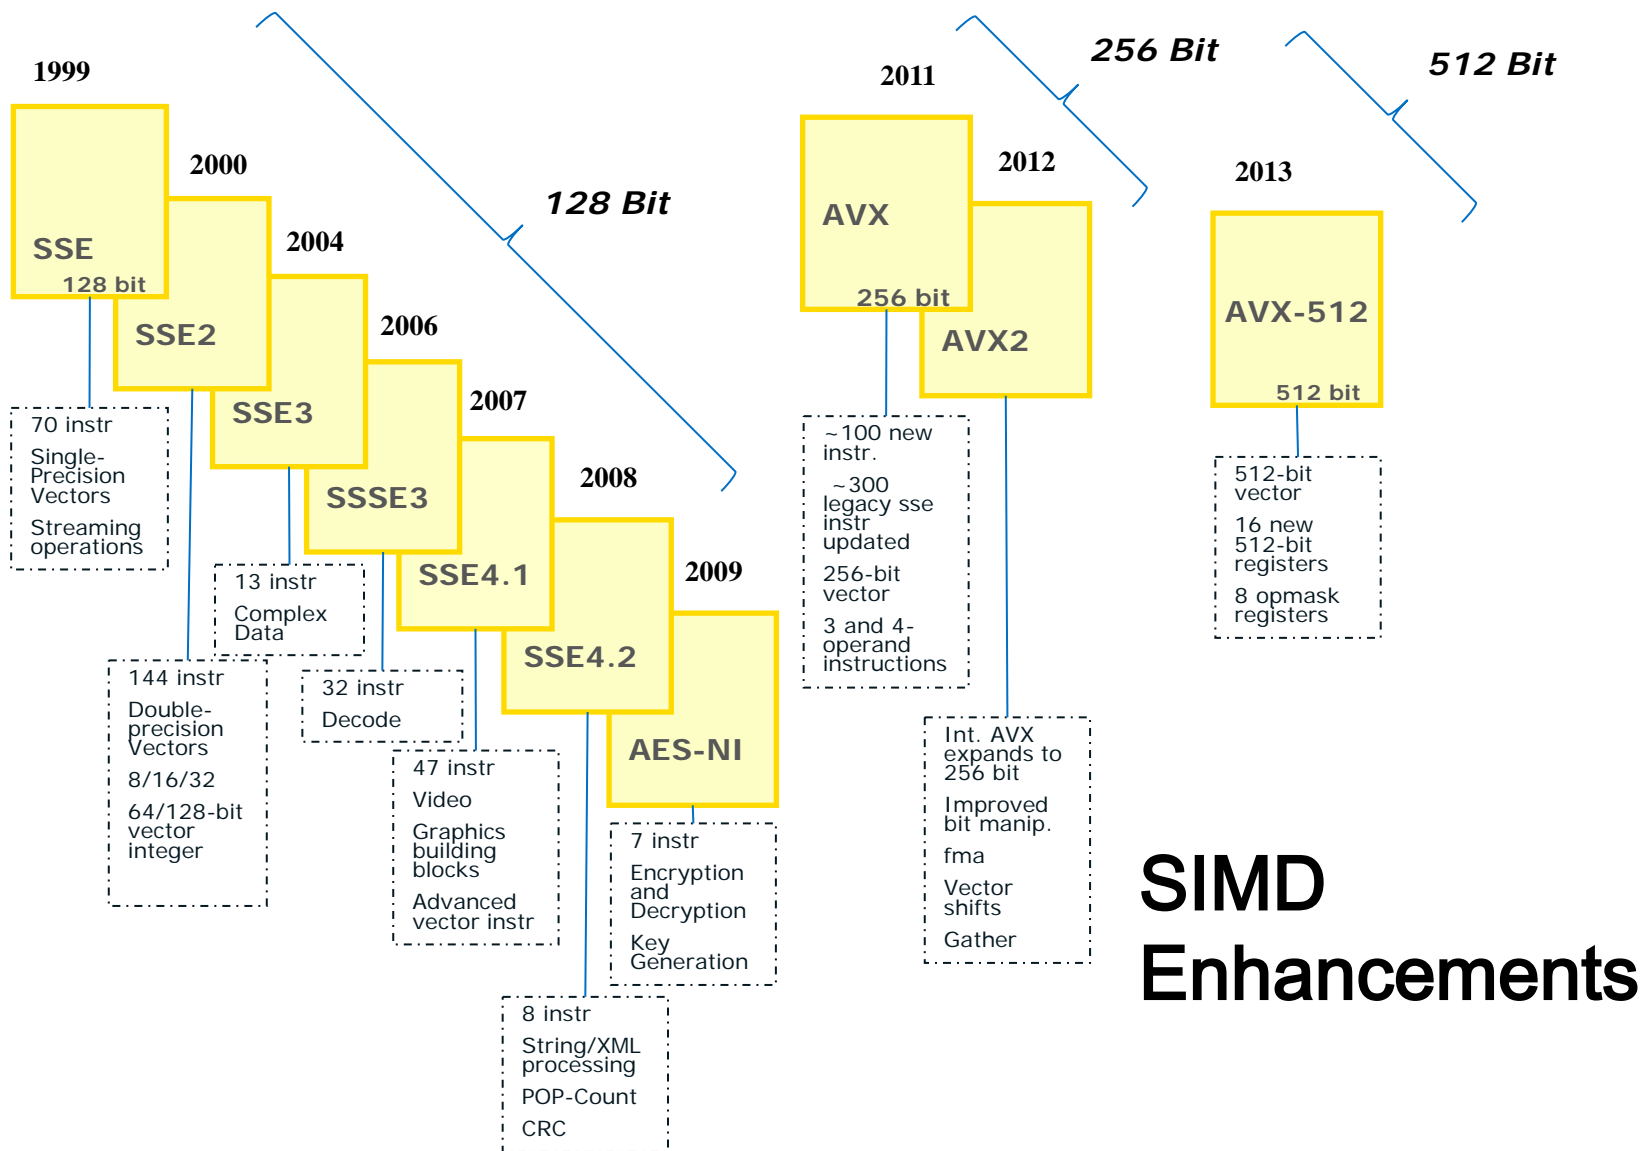 1999
SSE
128 bit
70 instr
Single-
Precision
Vectors
Streaming
operations
2000
SSE2
144 instr
Double-
precision
Vectors
8/16/32
64/128-bit
vector
integer
2004
SSE3
13 instr
Complex
Data
2006
SSSE3
32 instr
Decode
2007
SSE4.1
47 instr
Video
Graphics
building
blocks
Advanced
vector instr
2008
SSE4.2
8 instr
String/XML
processing
POP-Count
CRC
2009
AES-NI
7 instr
Encryption
and
Decryption
Key
Generation
128 Bit
2011
AVX
256 bit
~100 new
instr.
~300
legacy sse
instr
updated
256-bit
vector
3 and 4-
operand
instructions
2012
AVX2
Int. AVX
expands to
256 bit
Improved
bit manip.
fma
Vector
shifts
Gather
256 Bit
2013
AVX-512
512 bit
512-bit
vector
16 new
512-bit
registers
8 opmask
registers
512 Bit
SIMD
Enhancements